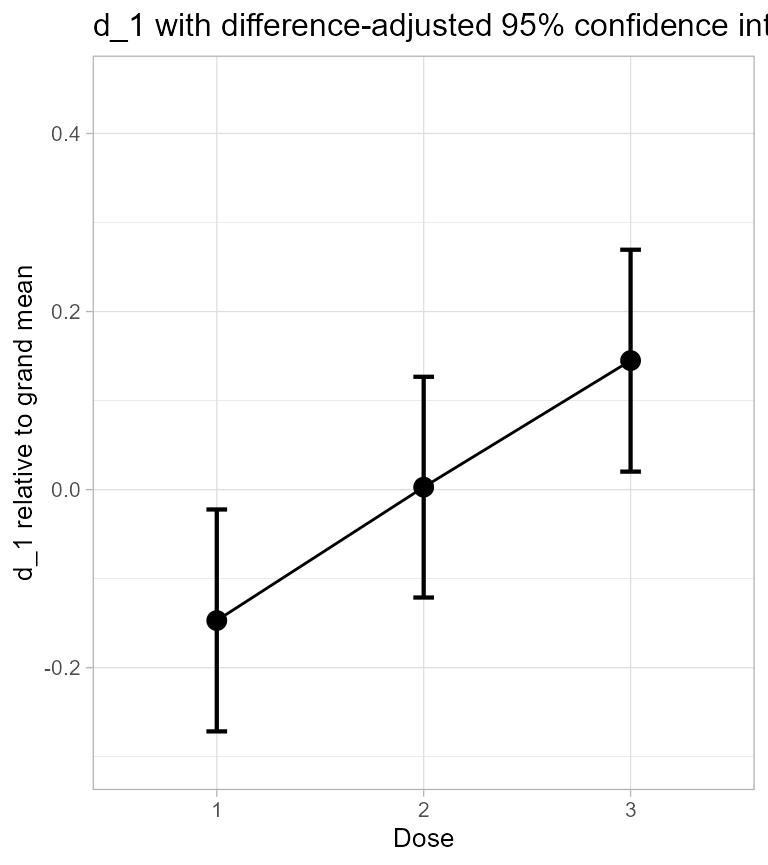 d_1 with difference-adjusted 95% confidence int
d_1 relative to grand mean
0.4
0.2
0.0
-0.2
1 2 3
Dose